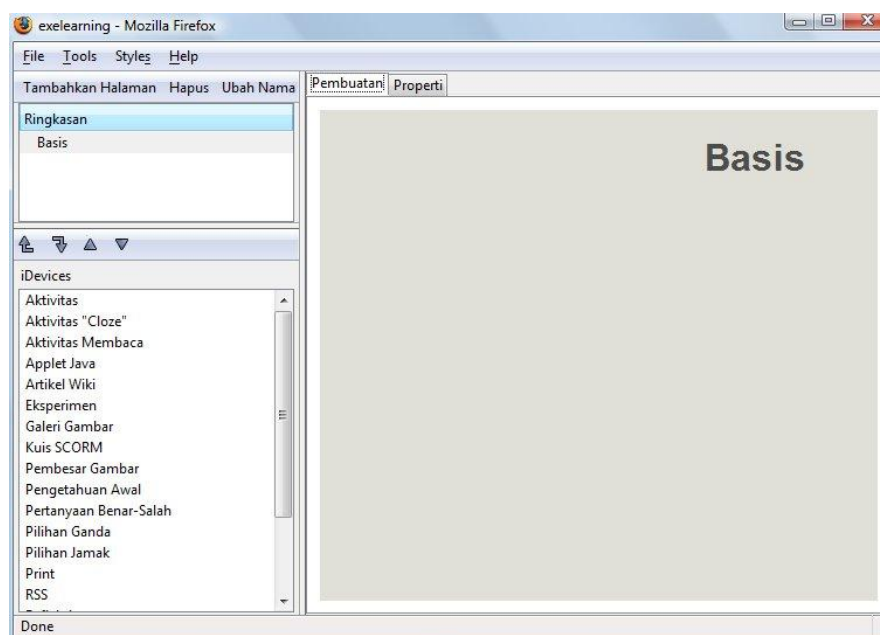 exelearning - Mozilla Firefox
File Tools Styles Help
Tambahkan Halaman Hapus Ubah Nama
Pembuatan Properti
Ringkasan
Basis
Basis
iDevices
Aktivitas
Aktivitas "Cloze"
Aktivitas Membaca
Applet Java
Artikel Wiki
Eksperimen
Galeri Gambar
Kuis SCORM
Pembesar Gambar
Pengetahuan Awal
Pertanyaan Benar-Salah
Pilihan Ganda
Pilihan Jamak
Print
RSS
Done